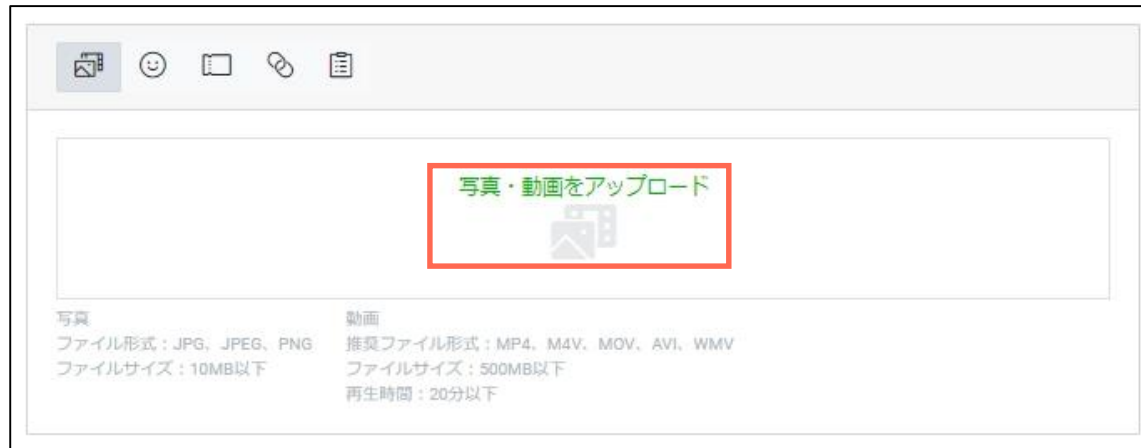 写真・動画をアップロード
写真
ファイル形式：JPG、JPEG、PNG
ファイルサイズ：10MB以下
動画
推奨ファイル形式：MP4、M4V、MOV、AVI、WMV
ファイルサイズ：500MB以下
再生時間：20分以下